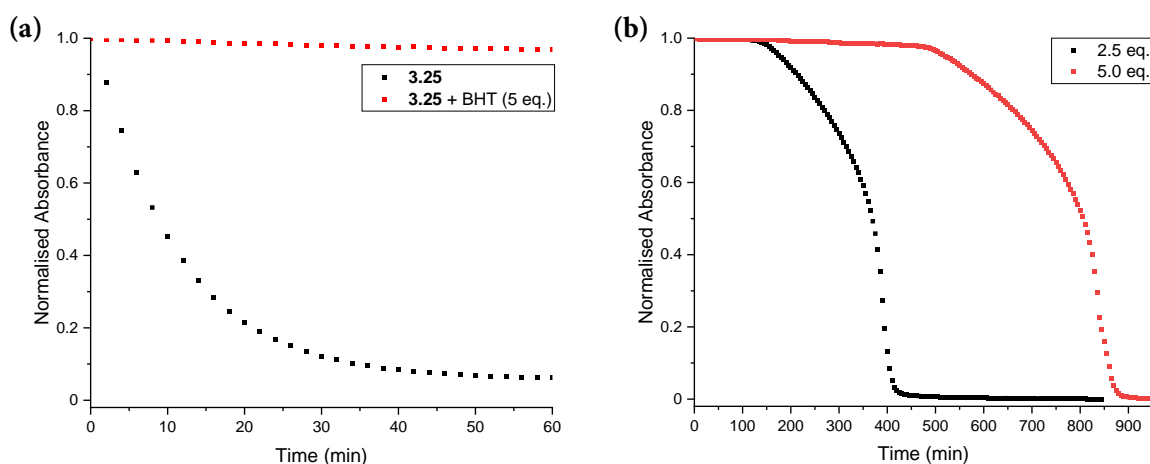 (a)
Normalised Absorbance
1.0
0.8
0.6
0.4
0.2
0
0 10 20 30 40 50 60
Time (min)
3.25
3.25 + BHT (5 eq.)
(b)
Normalised Absorbance
1.0
0.8
0.6
0.4
0.2
0
0 100 200 300 400 500 600 700 800 900
Time (min)
2.5 eq.
5.0 eq.